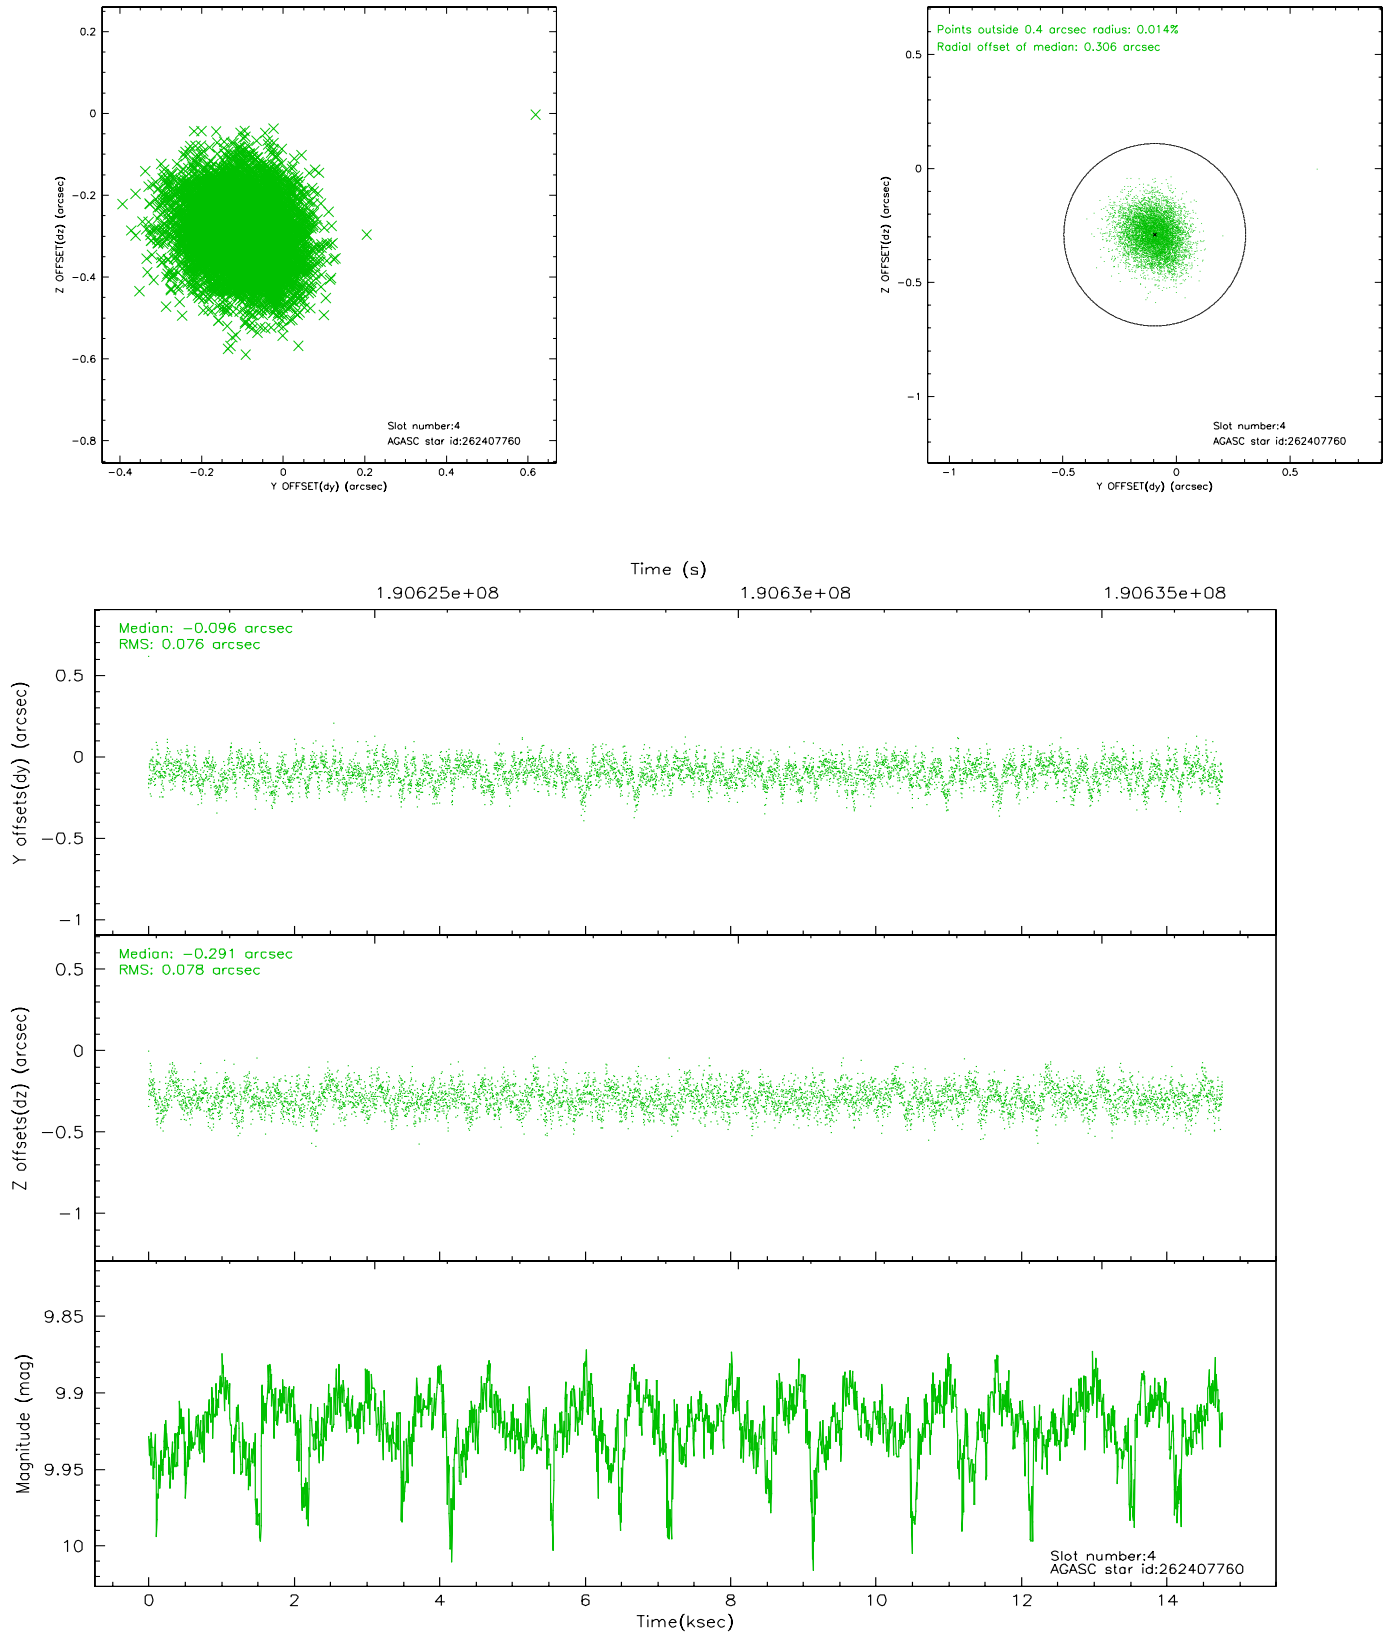 0.2
0
-0.2
-0.4
-0.6
-0.8
Z OFFSET(dz) (arcsec)
-0.4 -0.2 0 0.2 0.4 0.6
Y OFFSET(dy) (arcsec)
Slot number:4
AGASC star id:262407760
Points outside 0.4 arcsec radius: 0.014%
Radial offset of median: 0.306 arcsec
0.5
0
-0.5
-1
Z OFFSET(dz) (arcsec)
-1 -0.5 0 0.5
Y OFFSET(dy) (arcsec)
Slot number:4
AGASC star id:262407760
Time (s)
1.90625e+08 1.9063e+08 1.90635e+08
Median: -0.096 arcsec
RMS: 0.076 arcsec
0.5
0
-0.5
-1
Y offsets(dy) (arcsec)
Median: -0.291 arcsec
RMS: 0.078 arcsec
0.5
0
-0.5
-1
Z offsets(dz) (arcsec)
9.85
9.9
9.95
10
Magnitude (mag)
Slot number:4
AGASC star id:262407760
0 2 4 6 8 10 12 14
Time(ksec)